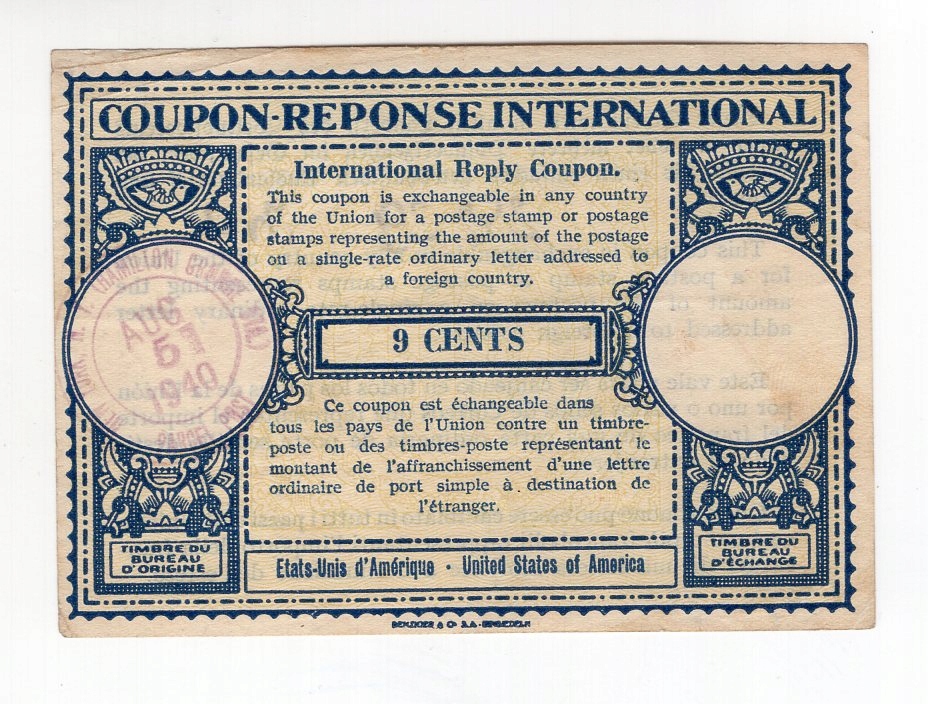 COUPON-REPONSE INTERNATIONAL
International Reply Coupon.
This coupon is exchangeable in any country
of the Union for a postage stamp or postage
stamps representing the amount of the postage
on a single-rate ordinary letter addressed to
a foreign country.
9 CENTS
Ce coupon est échangeable dans
tous les pays de l'Union contre un timbre-
poste ou des timbres-poste représentant le
montant de l'affranchissement d'une lettre
ordinaire de port simple à destination de
l'étranger.
AUG
5
1940
PARCEL POST
TIMBRE DU
BUREAU
D'ORIGINE
TIMBRE DU
BUREAU
D'ÉCHANGE
Etats-Unis d'Amérique · United States of America